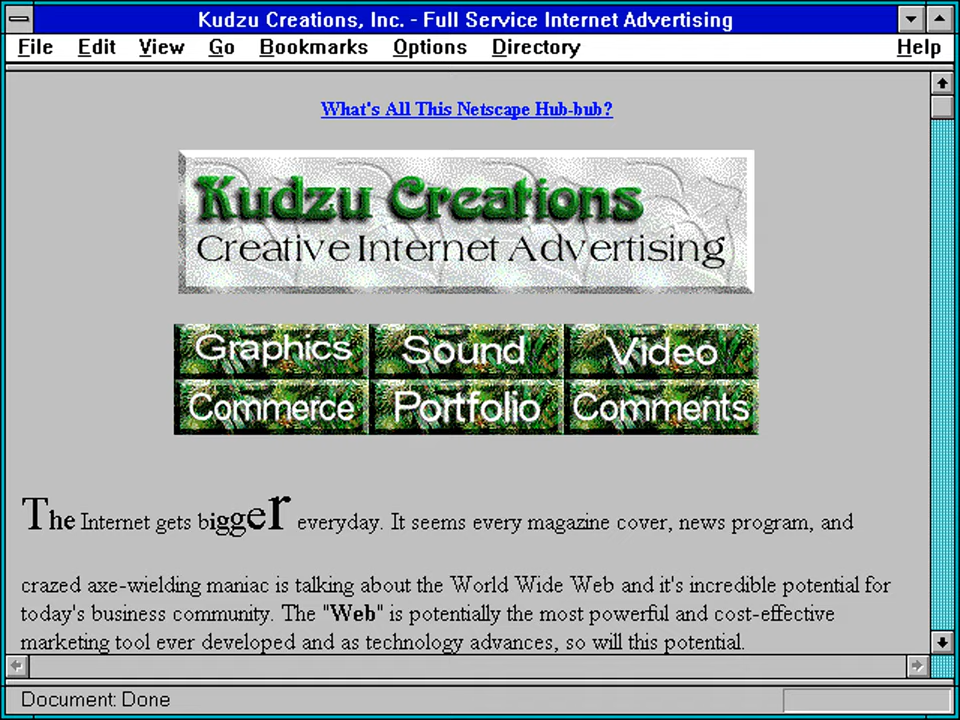 Kudzu Creations, Inc. - Full Service Internet Advertising
File Edit View Go Bookmarks Options Directory Help
What's All This Netscape Hub-bub?
Kudzu Creations
Creative Internet Advertising
Graphics Sound Video
Commerce Portfolio Comments
The Internet gets bigger everyday. It seems every magazine cover, news program, and
crazed axe-wielding maniac is talking about the World Wide Web and it's incredible potential for
today's business community. The "Web" is potentially the most powerful and cost-effective
marketing tool ever developed and as technology advances, so will this potential.
Document: Done